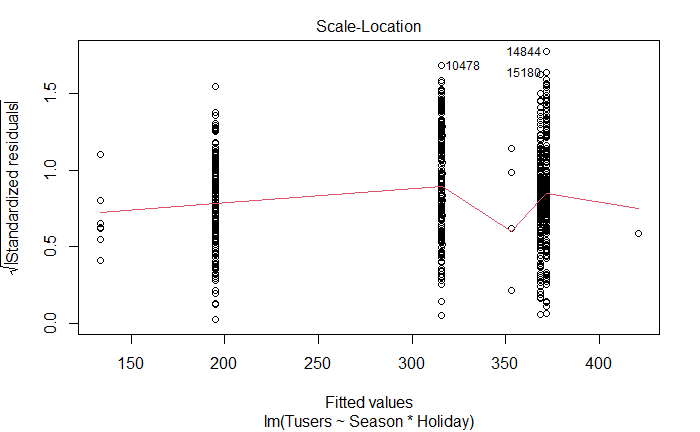 Scale-Location
√|Standardized residuals|
0.0 0.5 1.0 1.5
14844
10478
15180
150 200 250 300 350 400
Fitted values
lm(Tusers ~ Season * Holiday)